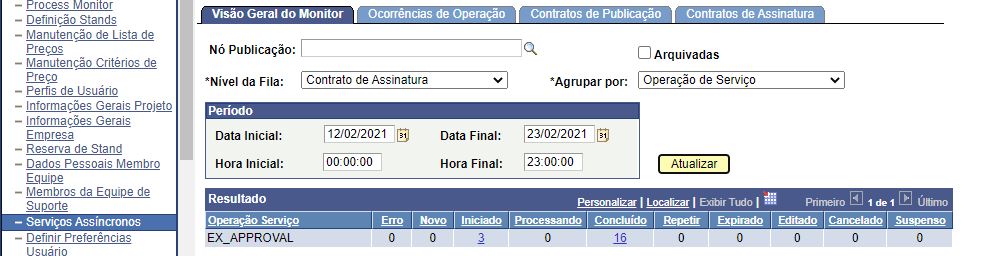 Process Monitor
Definição Stands
Manutenção de Lista de
Preços
Manutenção Critérios de
Preço
Perfis de Usuário
Informações Gerais Projeto
Informações Gerais
Empresa
Reserva de Stand
Dados Pessoais Membro
Equipe
Membros da Equipe de
Suporte
Serviços Assíncronos
Definir Preferências
Usuário
Visão Geral do Monitor Ocorrências de Operação Contratos de Publicação Contratos de Assinatura
Nó Publicação: Arquivadas
*Nível da Fila: Contrato de Assinatura *Agrupar por: Operação de Serviço
Período
Data Inicial: 12/02/2021 31 Data Final: 23/02/2021 31
Hora Inicial: 00:00:00 Hora Final: 23:00:00 Atualizar
Resultado Personalizar | Localizar | Exibir Tudo | Primeiro 1 de 1 Último
Operação Serviço Erro Novo Iniciado Processando Concluído Repetir Expirado Editado Cancelado Suspenso
EX_APPROVAL 0 0 3 0 16 0 0 0 0 0